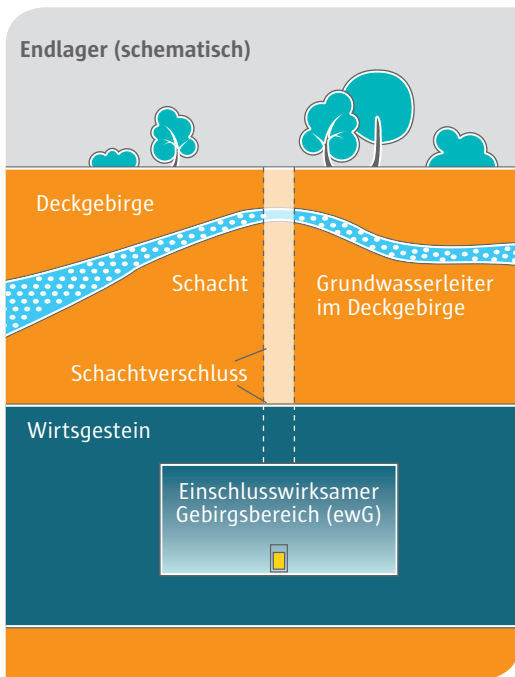 Endlager (schematisch)
Deckgebirge
Schacht
Grundwasserleiter
im Deckgebirge
Schachtverschluss
Wirtsgestein
Einschlusswirksamer
Gebirgsbereich (ewG)